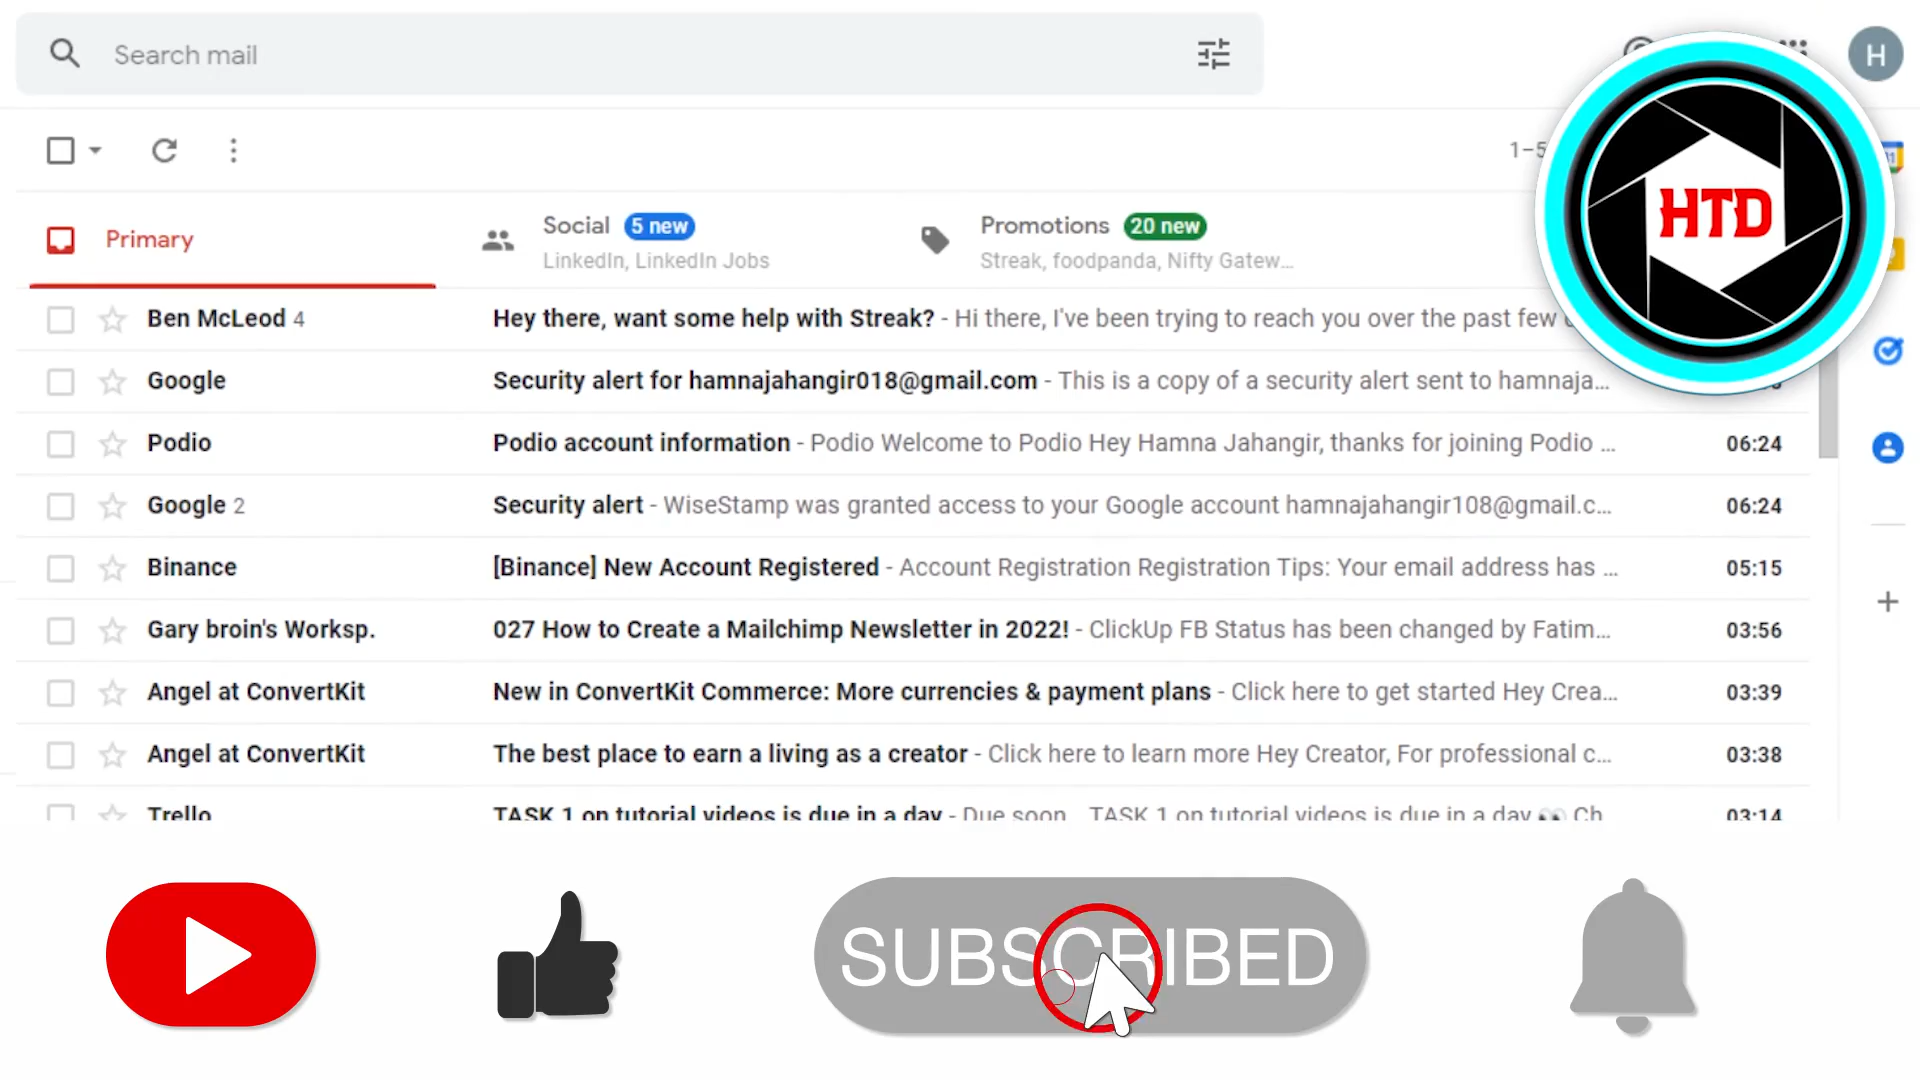 Search mail
H
1–5
HTD
Primary
Social 5 new
LinkedIn, LinkedIn Jobs
Promotions 20 new
Streak, foodpanda, Nifty Gatew...
Ben McLeod 4 Hey there, want some help with Streak? - Hi there, I've been trying to reach you over the past few
Google Security alert for hamnajahangir018@gmail.com - This is a copy of a security alert sent to hamnaja...
Podio Podio account information - Podio Welcome to Podio Hey Hamna Jahangir, thanks for joining Podio ... 06:24
Google 2 Security alert - WiseStamp was granted access to your Google account hamnajahangir108@gmail.c... 06:24
Binance [Binance] New Account Registered - Account Registration Registration Tips: Your email address has ... 05:15
Gary broin's Worksp. 027 How to Create a Mailchimp Newsletter in 2022! - ClickUp FB Status has been changed by Fatim... 03:56
Angel at ConvertKit New in ConvertKit Commerce: More currencies & payment plans - Click here to get started Hey Crea... 03:39
Angel at ConvertKit The best place to earn a living as a creator - Click here to learn more Hey Creator, For professional c... 03:38
Trello TASK 1 on tutorial videos is due in a day - Due soon TASK 1 on tutorial videos is due in a day 👀 Ch 03:14
SUBSCRIBED